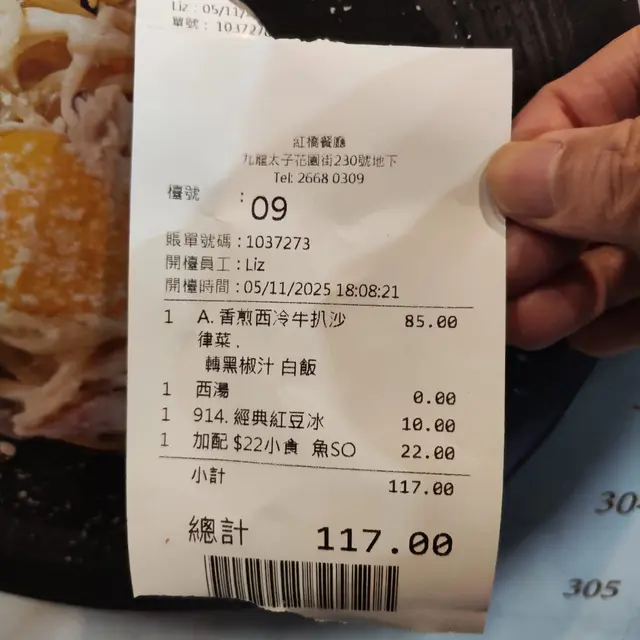 Liz : 05/11/
單號 : 103727
紅橋餐廳
九龍太子花園街230號地下
Tel: 2668 0309
檯號 : 09
賬單號碼 : 1037273
開檯員工 : Liz
開檯時間 : 05/11/2025 18:08:21
1 A. 香煎西冷牛扒沙 85.00
律菜 .
轉黑椒汁 白飯
1 西湯 0.00
1 914. 經典紅豆冰 10.00
1 加配 $22小食 魚SO 22.00
小計 117.00
總計 117.00
304
305